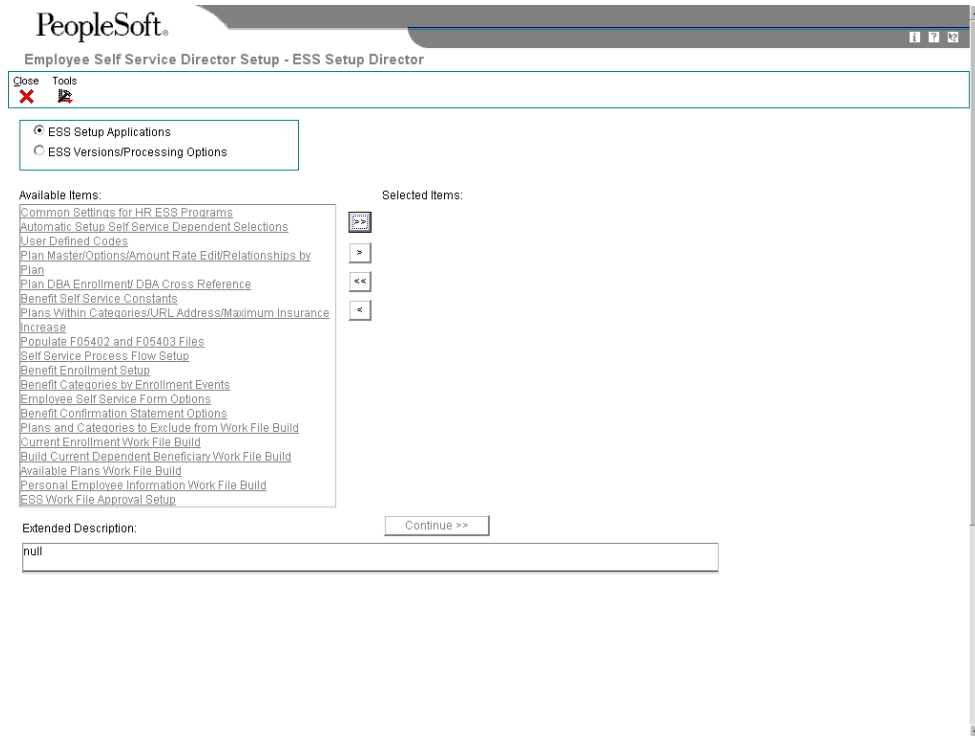 PeopleSoft®
i ? ?
Employee Self Service Director Setup - ESS Setup Director
Close Tools
ESS Setup Applications
ESS Versions/Processing Options
Available Items: Selected Items:
Common Settings for HR ESS Programs
Automatic Setup Self Service Dependent Selections
User Defined Codes
Plan Master/Options/Amount Rate Edit/Relationships by
Plan
Plan DBA Enrollment/ DBA Cross Reference
Benefit Self Service Constants
Plans Within Categories/URL Address/Maximum Insurance
Increase
Populate F05402 and F05403 Files
Self Service Process Flow Setup
Benefit Enrollment Setup
Benefit Categories by Enrollment Events
Employee Self Service Form Options
Benefit Confirmation Statement Options
Plans and Categories to Exclude from Work File Build
Current Enrollment Work File Build
Build Current Dependent Beneficiary Work File Build
Available Plans Work File Build
Personal Employee Information Work File Build
ESS Work File Approval Setup
>>
>
<<
<
Extended Description:
Continue >>
null